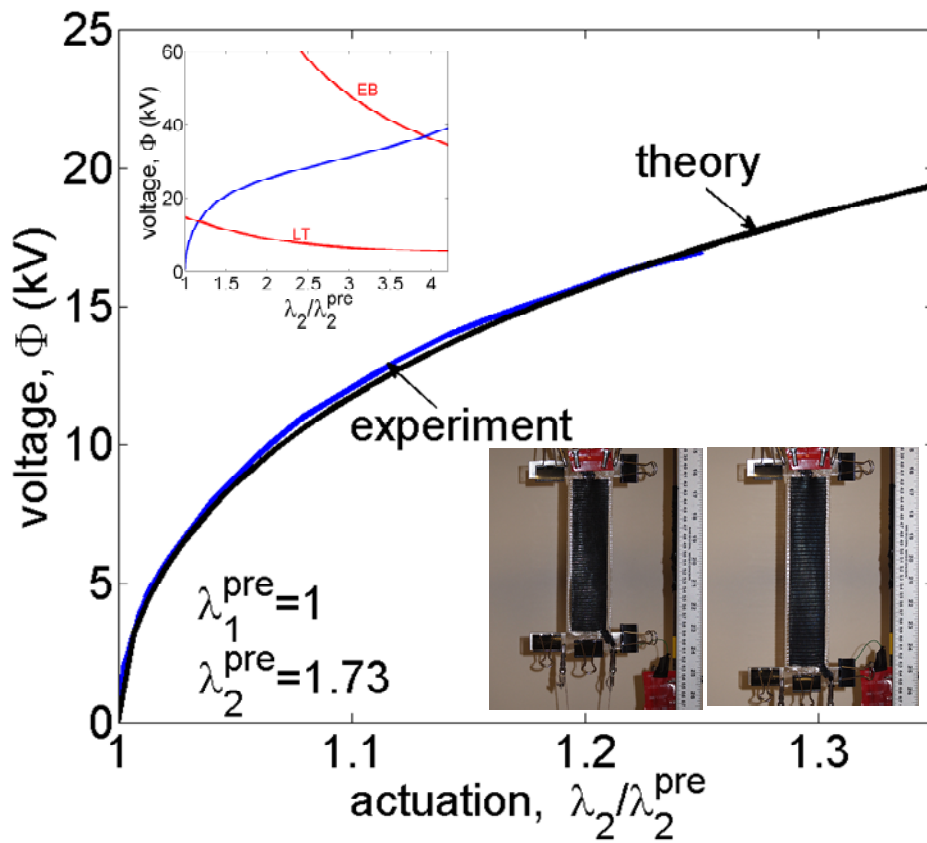 25
20
15
10
5
0
voltage, Φ (kV)
1
1.1
1.2
1.3
actuation, λ₂/λ₂ᵖʳᵉ
60
40
20
0
voltage, Φ (kV)
1 1.5 2 2.5 3 3.5 4
λ₂/λ₂ᵖʳᵉ
EB
LT
theory
experiment
λ₁ᵖʳᵉ=1
λ₂ᵖʳᵉ=1.73